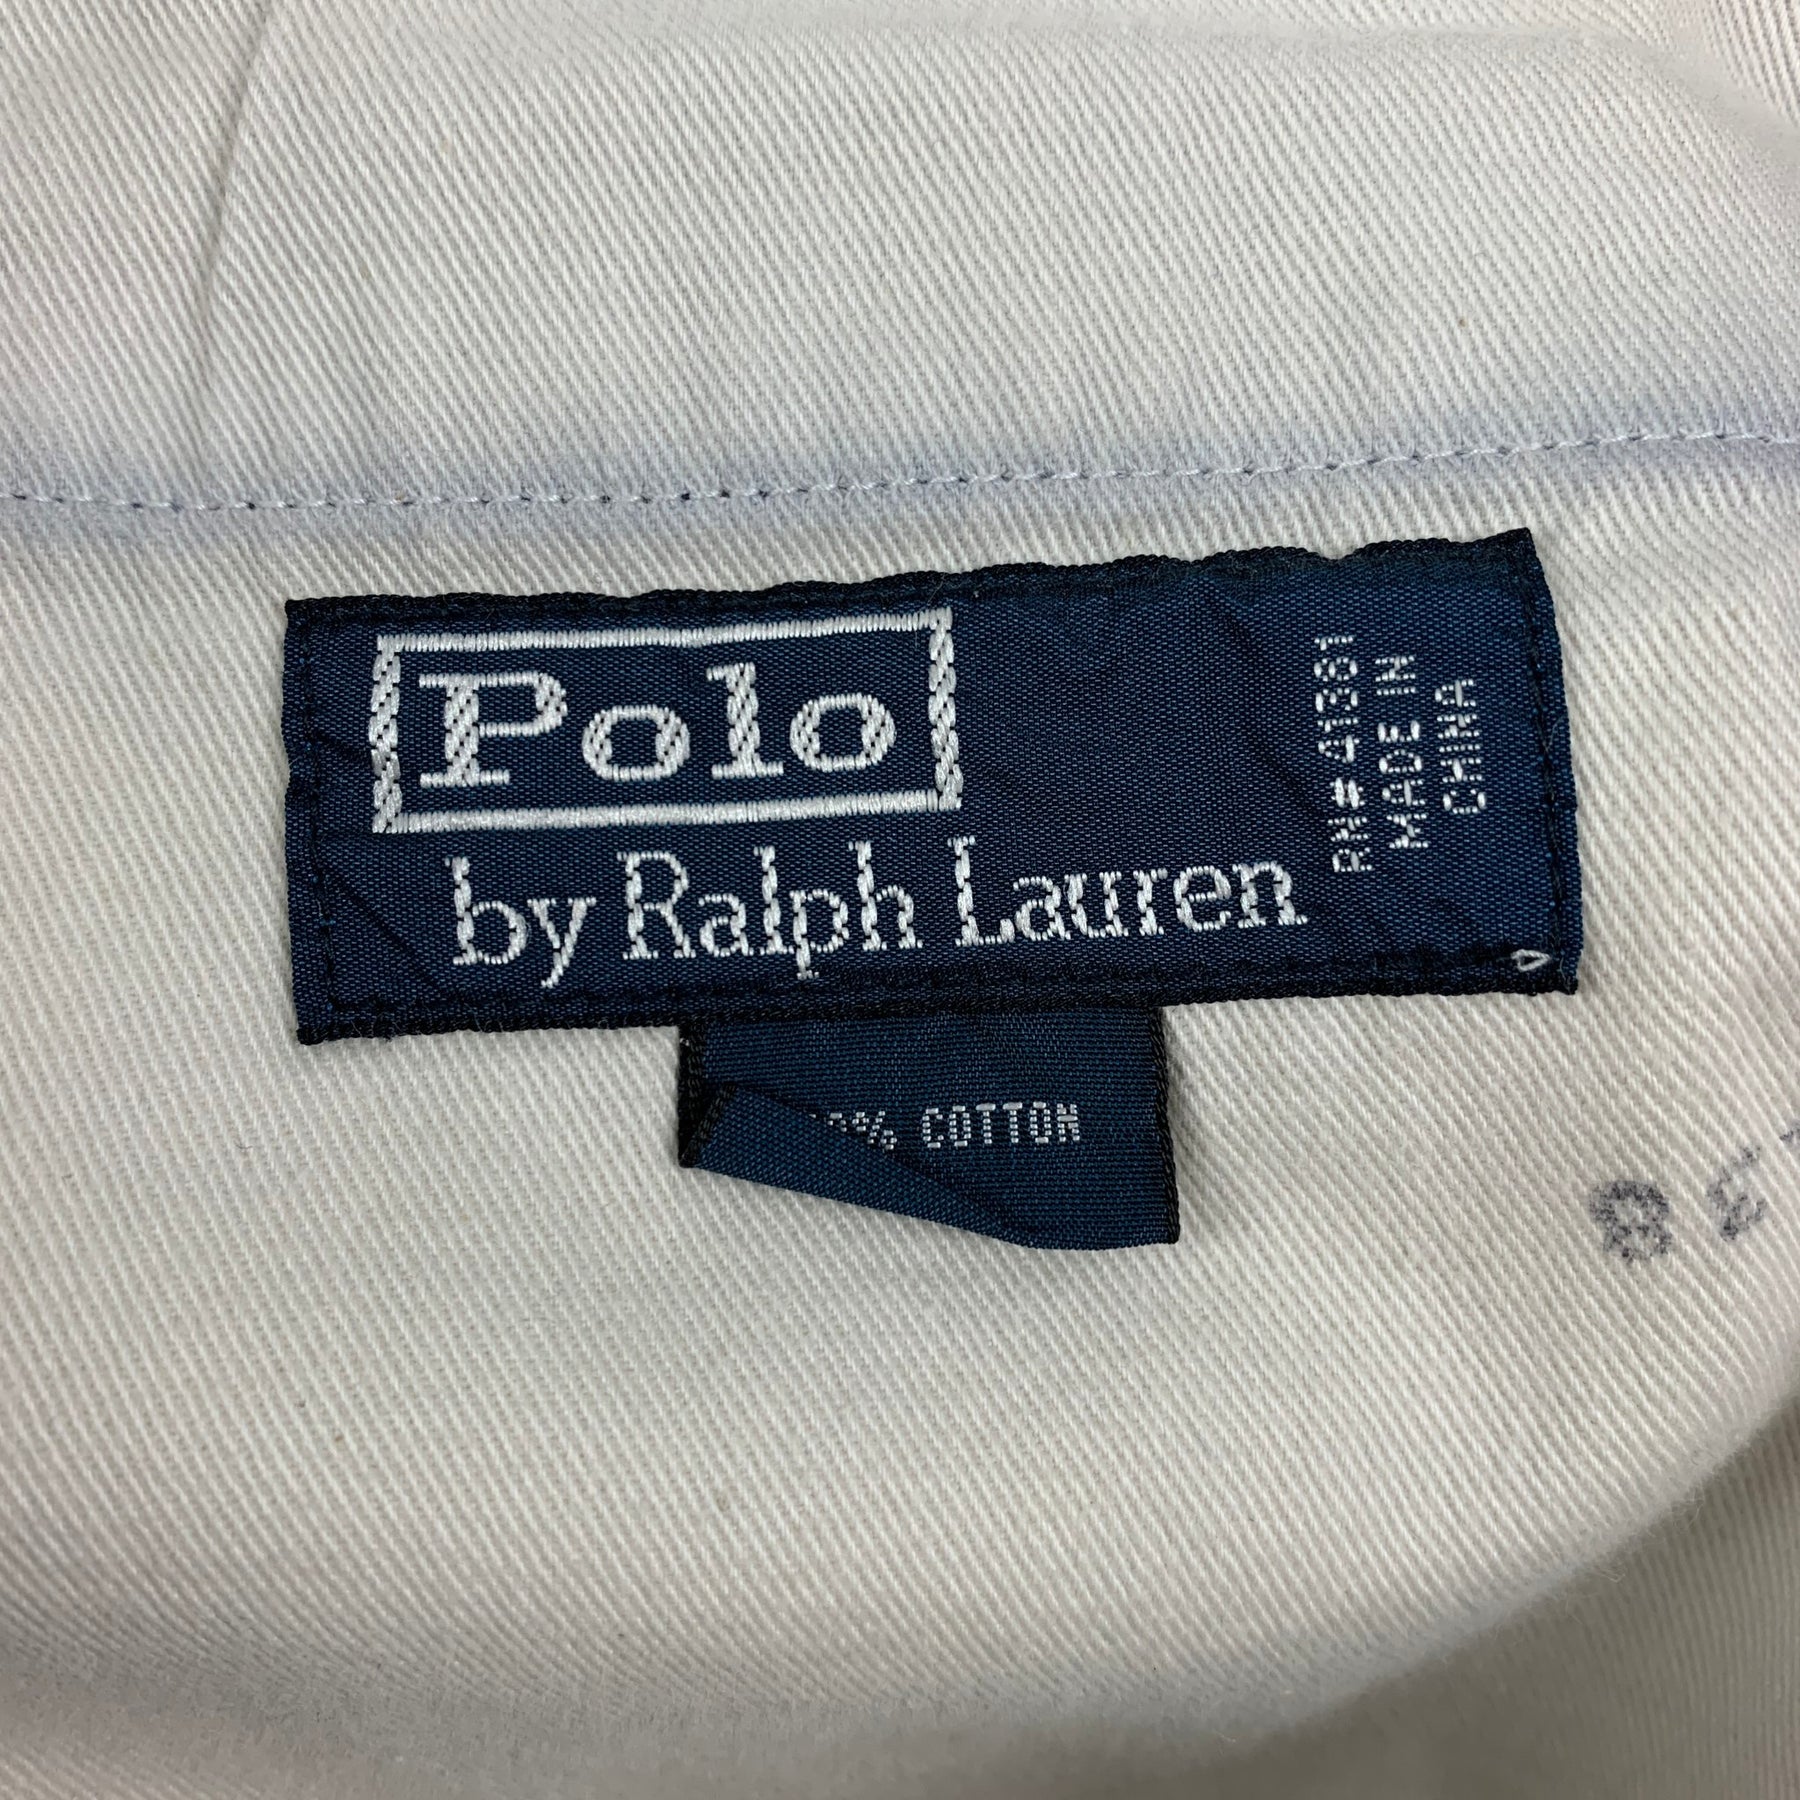 Polo
by Ralph Lauren
RN#41381
MADE IN
CHINA
% COTTON